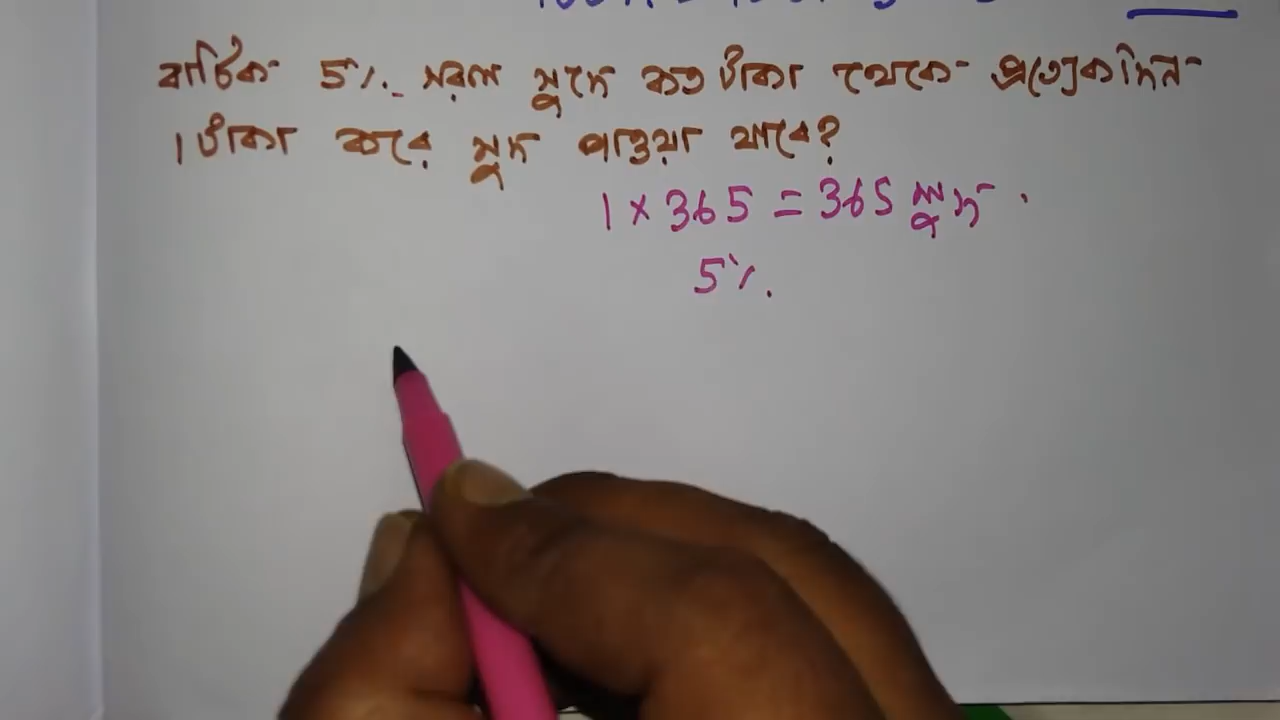 বার্ষিক 5% সরল সুদে কত টাকা থেকে প্রত্যেকদিন
1 টাকা করে সুদ পাওয়া যাবে?
1 × 365 = 365 সুদ
5%